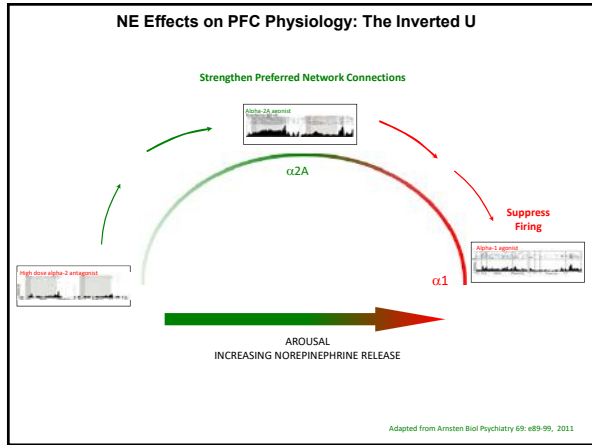 NE Effects on PFC Physiology: The Inverted U
Strengthen Preferred Network Connections
Alpha-2A agonist
α2A
Suppress
Firing
Alpha-1 agonist
High dose alpha-2 antagonist
α1
AROUSAL
INCREASING NOREPINEPHRINE RELEASE
Adapted from Arnsten Biol Psychiatry 69: e89-99, 2011